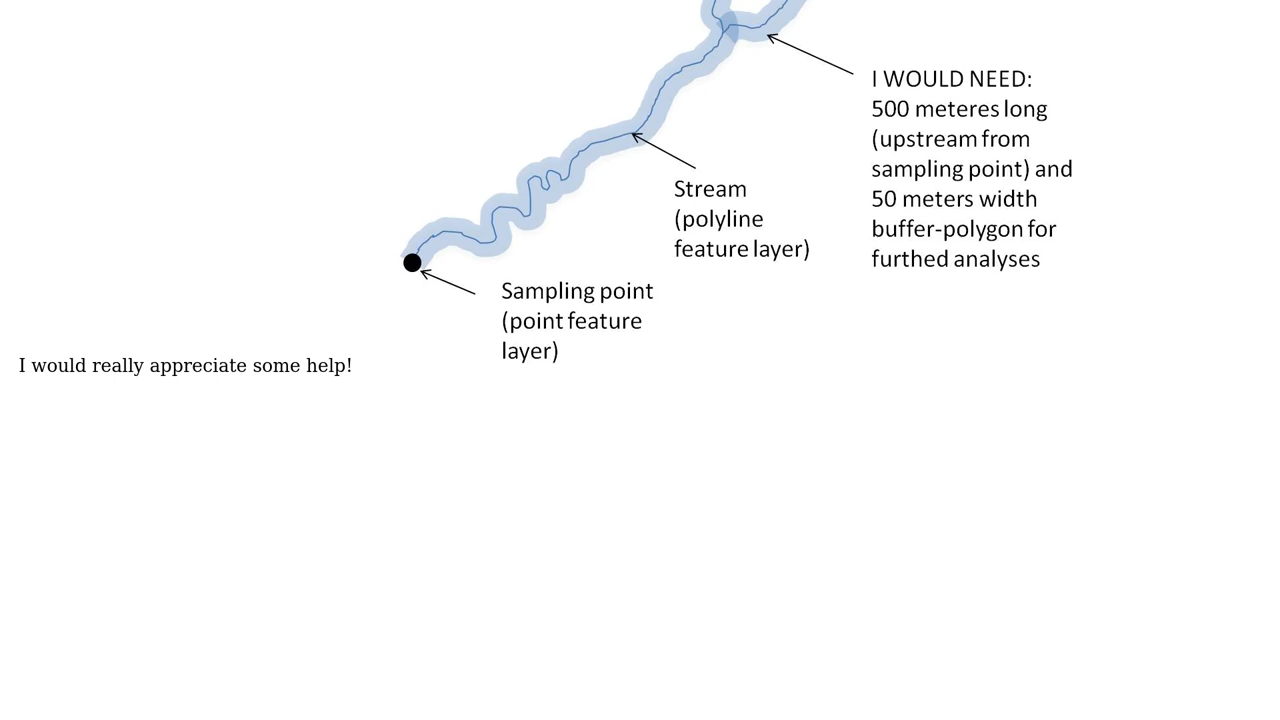 I WOULD NEED:
500 meteres long
(upstream from
sampling point) and
50 meters width
buffer-polygon for
furthed analyses
Stream
(polyline
feature layer)
Sampling point
(point feature
layer)
I would really appreciate some help!